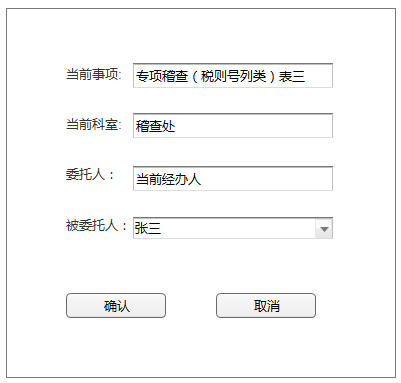 当前事项: 专项稽查（税则号列类）表三
当前科室: 稽查处
委托人： 当前经办人
被委托人： 张三
确认 取消